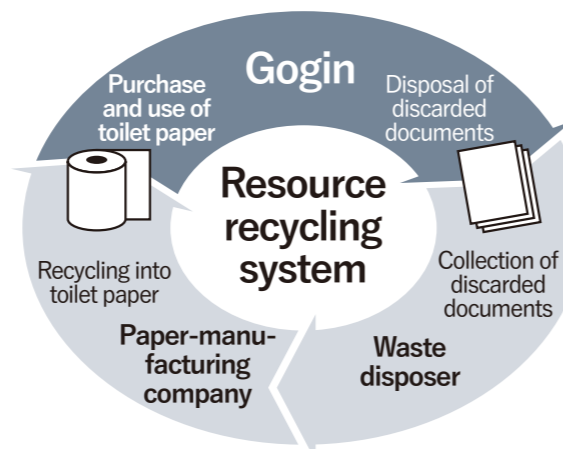 Gogin
Purchase
and use of
toilet paper
Disposal of
discarded
documents
Resource
recycling
system
Collection of
discarded
documents
Waste
disposer
Recycling into
toilet paper
Paper-manu-
facturing
company